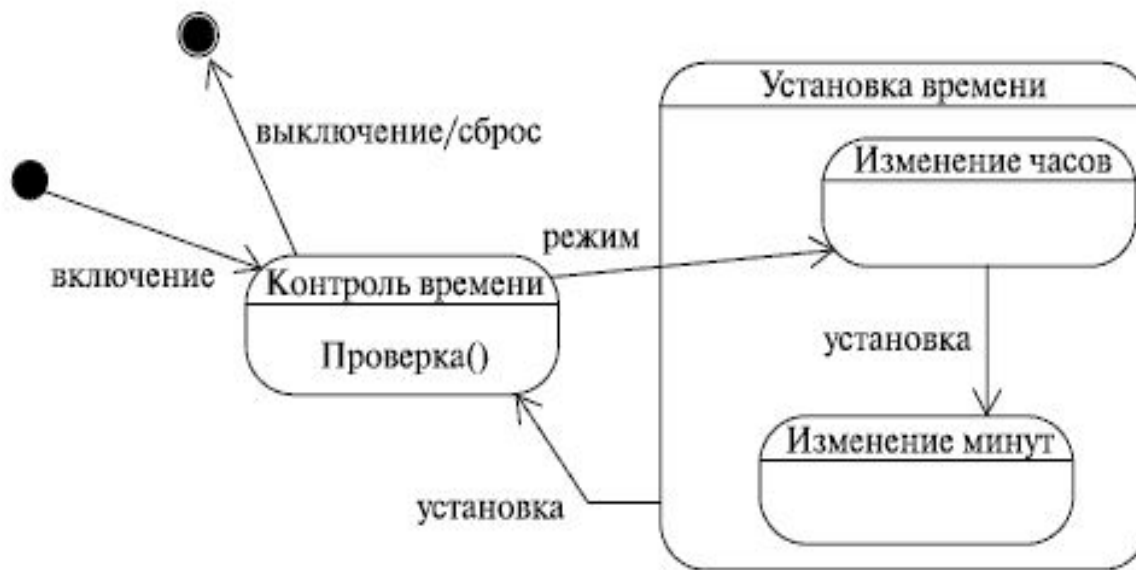 Установка времени
выключение/сброс
Изменение часов
режим
включение
Контроль времени
Проверка()
установка
Изменение минут
установка